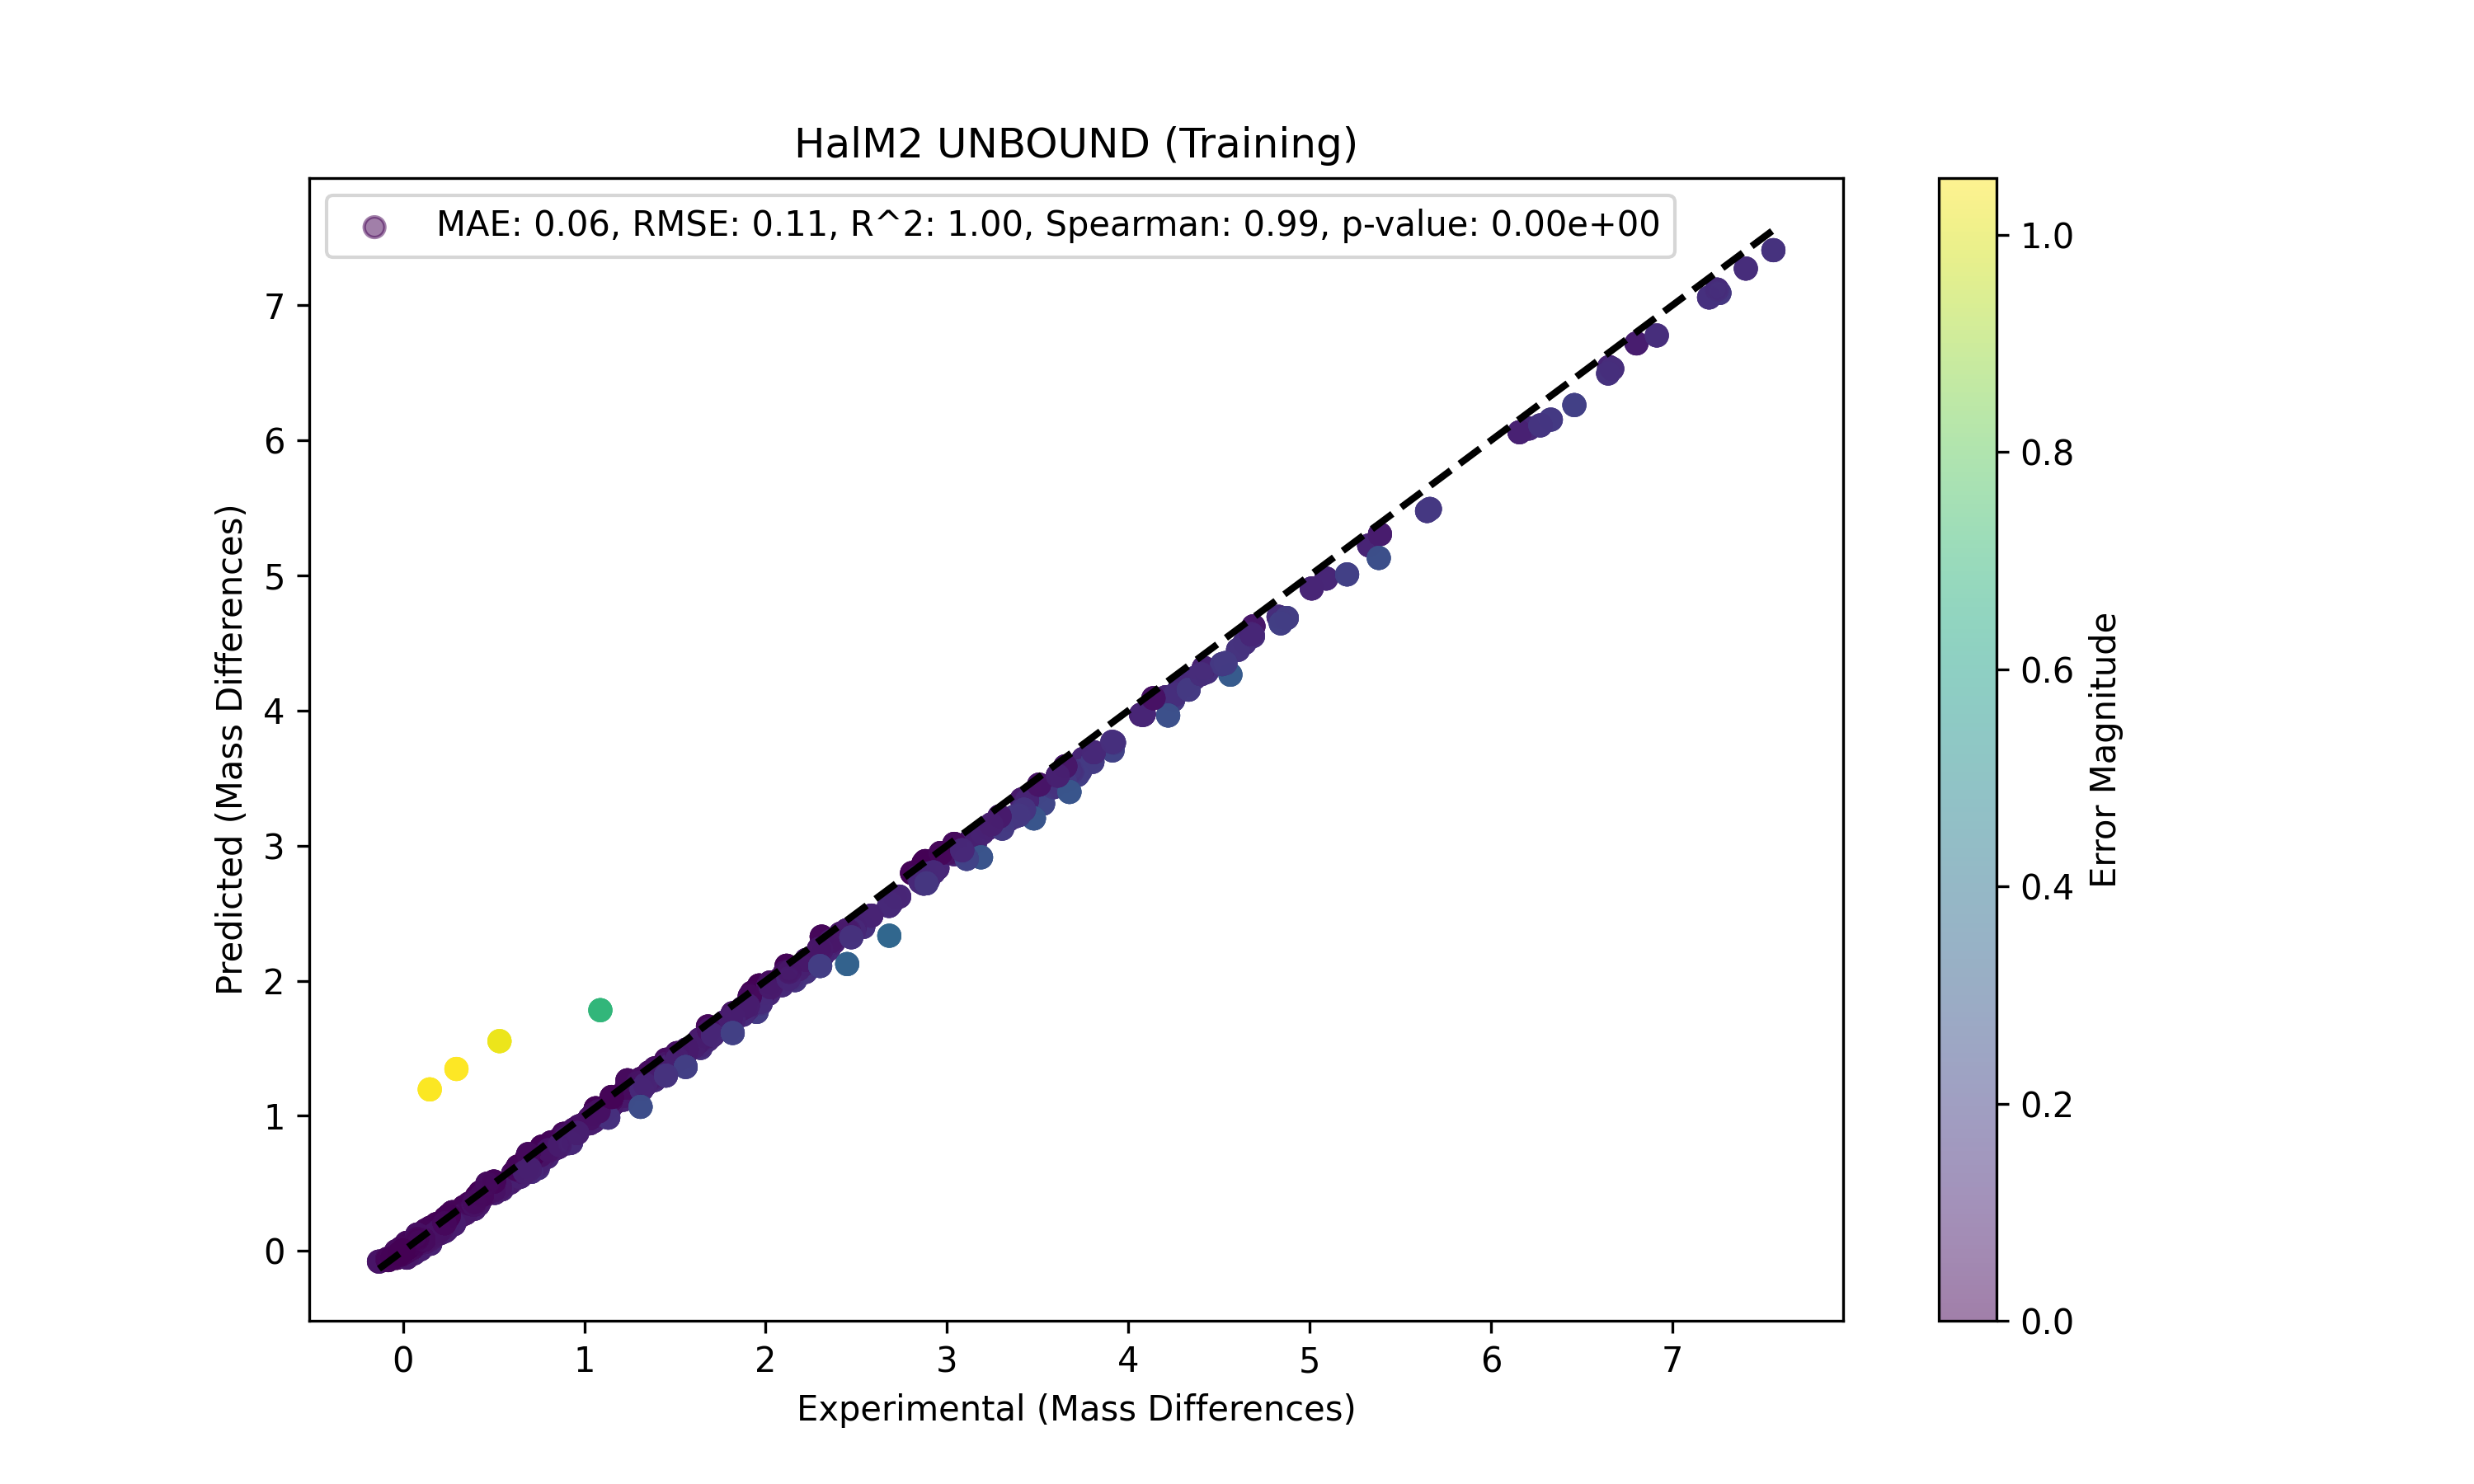 HalM2 UNBOUND (Training)
MAE: 0.06, RMSE: 0.11, R^2: 1.00, Spearman: 0.99, p-value: 0.00e+00
Predicted (Mass Differences)
7
6
5
4
3
2
1
0
0 1 2 3 4 5 6 7
Experimental (Mass Differences)
1.0
0.8
0.6
0.4
0.2
0.0
Error Magnitude